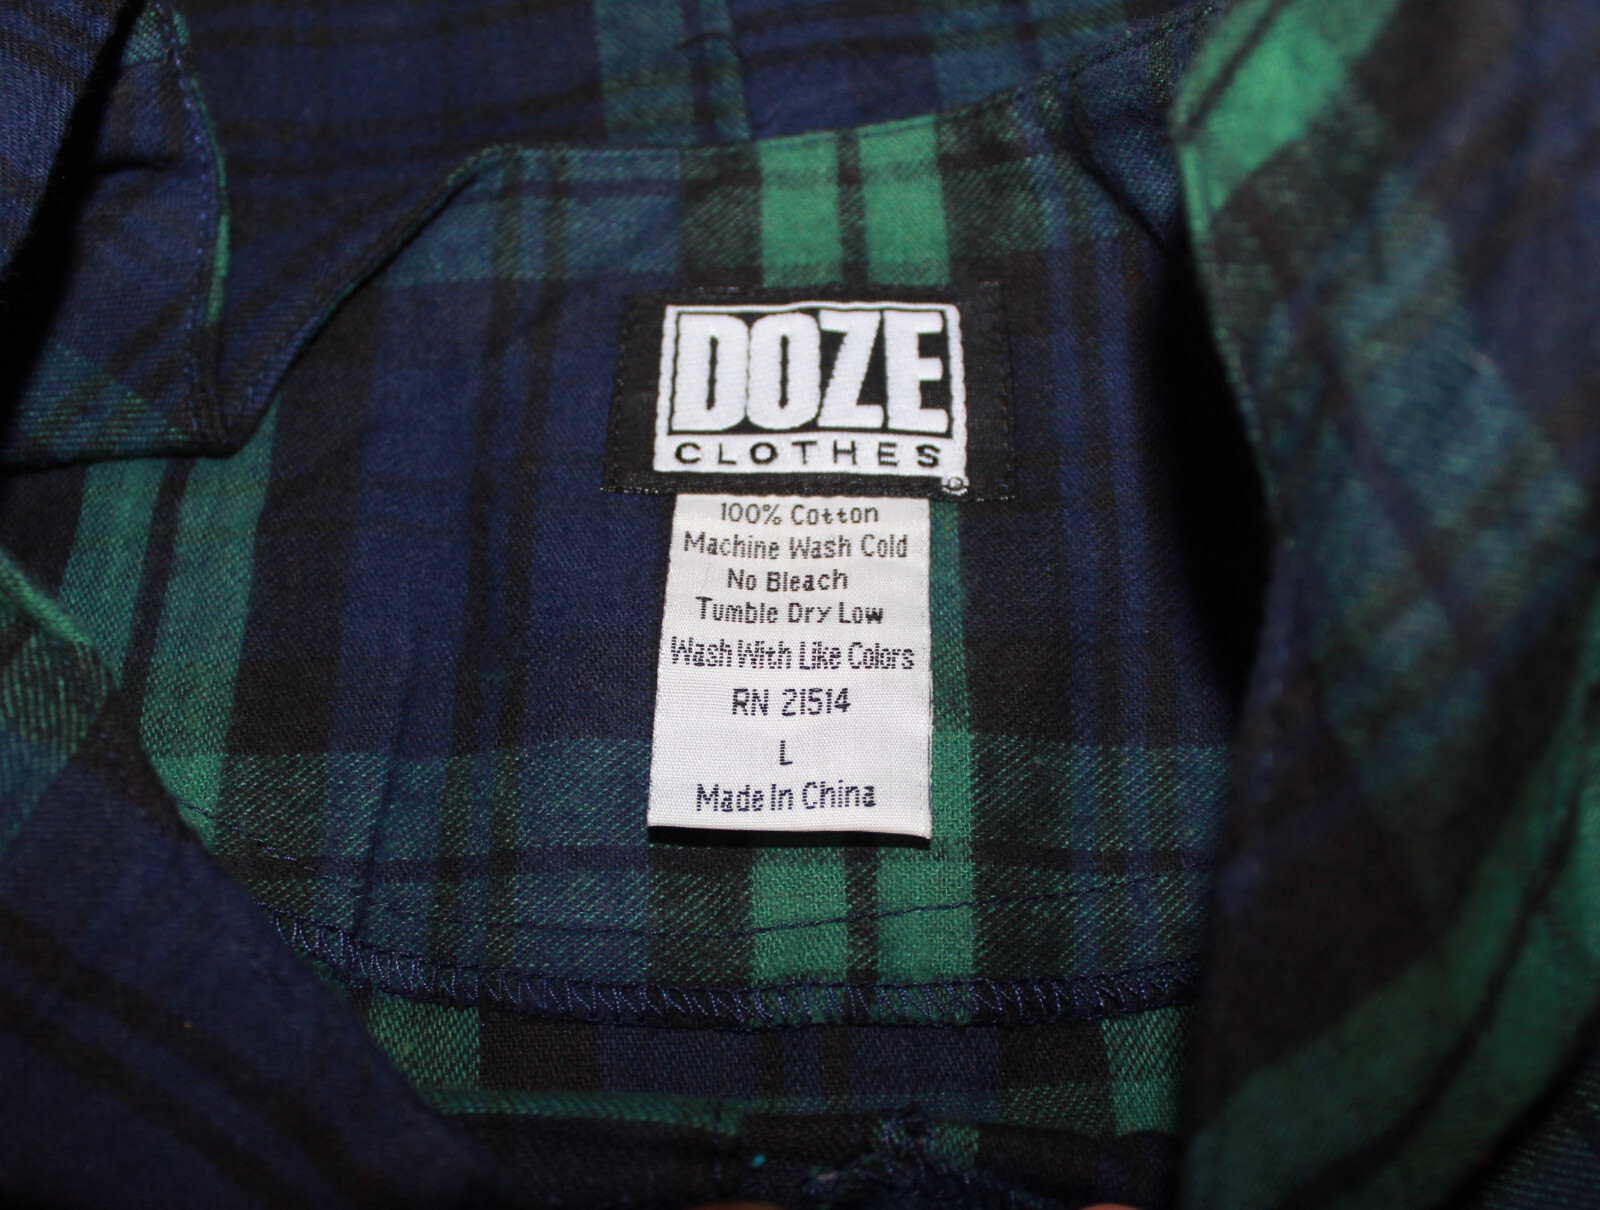 DOZE
CLOTHES
®
100% Cotton
Machine Wash Cold
No Bleach
Tumble Dry Low
Wash With Like Colors
RN 21514
L
Made In China